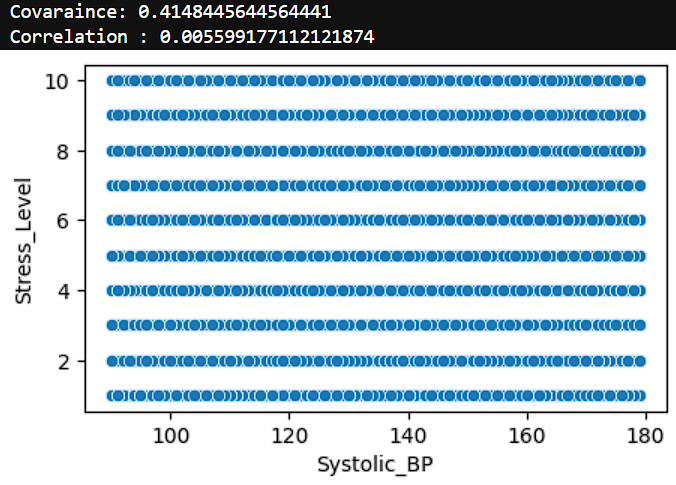 Covaraince: 0.4148445644564441
Correlation : 0.005599177112121874
10
8
6
4
2
Stress_Level
100 120 140 160 180
Systolic_BP